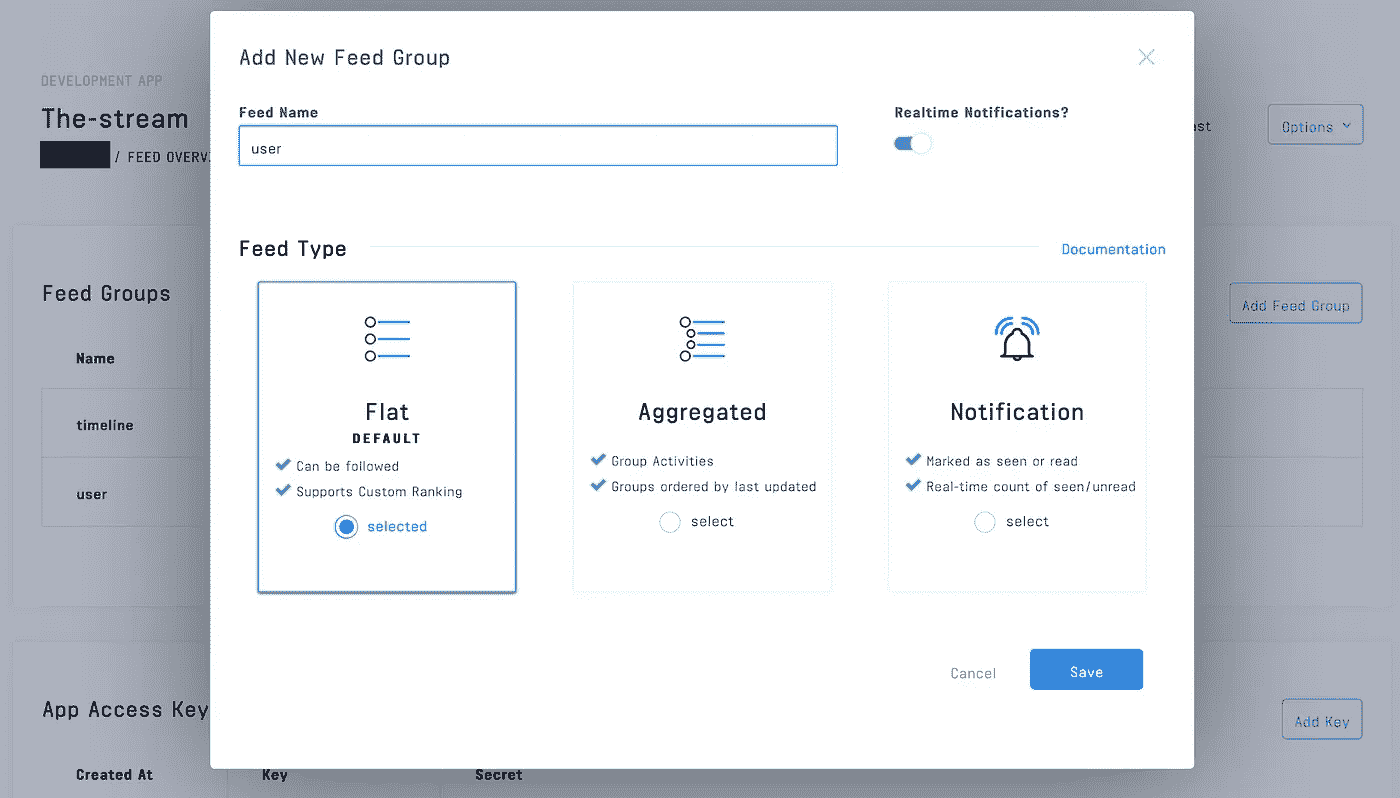 Add New Feed Group
DEVELOPMENT APP
The-stream
/ FEED OVERV
Options
Feed Name
Realtime Notifications?
user
Feed Type
Documentation
Feed Groups
Add Feed Group
Name
timeline
user
Flat
DEFAULT
Can be followed
Supports Custom Ranking
selected
Aggregated
Group Activities
Groups ordered by last updated
select
Notification
Marked as seen or read
Real-time count of seen/unread
select
Cancel
Save
App Access Key
Add Key
Created At
Key
Secret